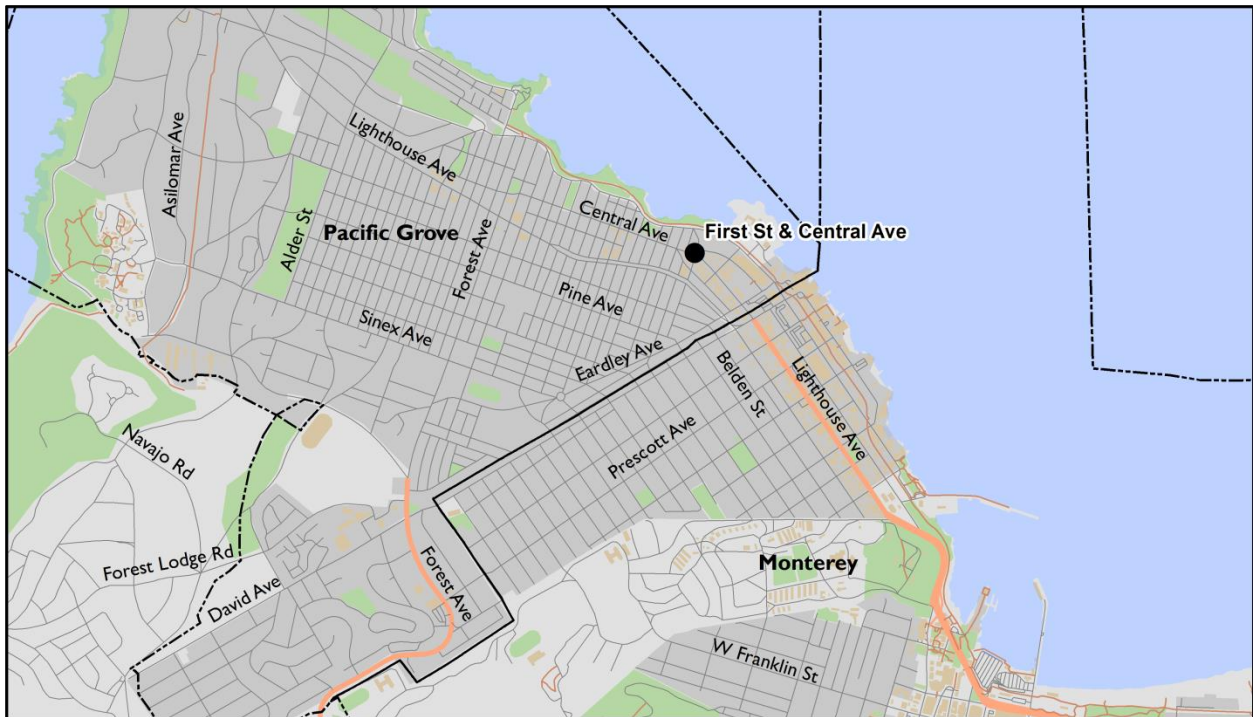 Lighthouse Ave
Asilomar Ave
Alder St
Pacific Grove
Forest Ave
Central Ave
First St & Central Ave
Pine Ave
Sinex Ave
Eardley Ave
Belden St
Lighthouse Ave
Prescott Ave
Navajo Rd
Forest Lodge Rd
David Ave
Forest Ave
Monterey
W Franklin St